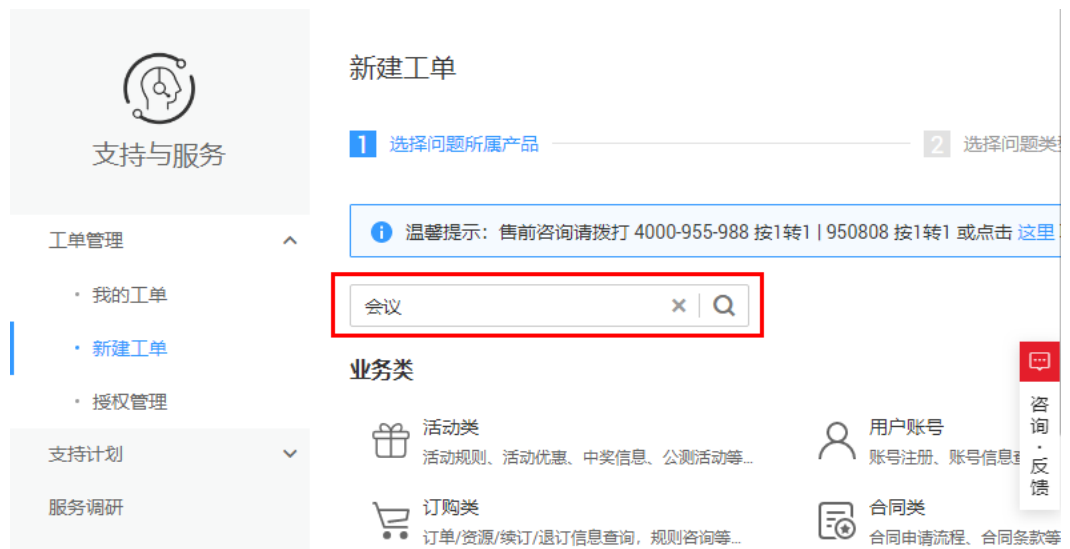 支持与服务
工单管理
· 我的工单
· 新建工单
· 授权管理
支持计划
服务调研
新建工单
1 选择问题所属产品
2 选择问题类
温馨提示：售前咨询请拨打 4000-955-988 按1转1 | 950808 按1转1 或点击 这里
会议
业务类
活动类
活动规则、活动优惠、中奖信息、公测活动等...
用户账号
账号注册、账号信息
订购类
订单/资源/续订/退订信息查询，规则咨询等...
合同类
合同申请流程、合同条款等
咨询·反馈